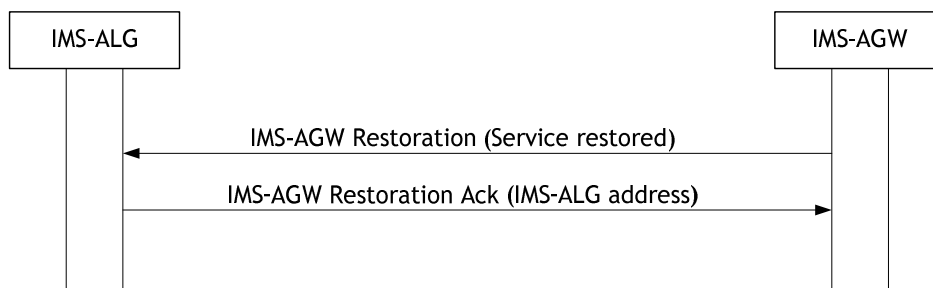 IMS-ALG
IMS-AGW
IMS-AGW Restoration (Service restored)
IMS-AGW Restoration Ack (IMS-ALG address)